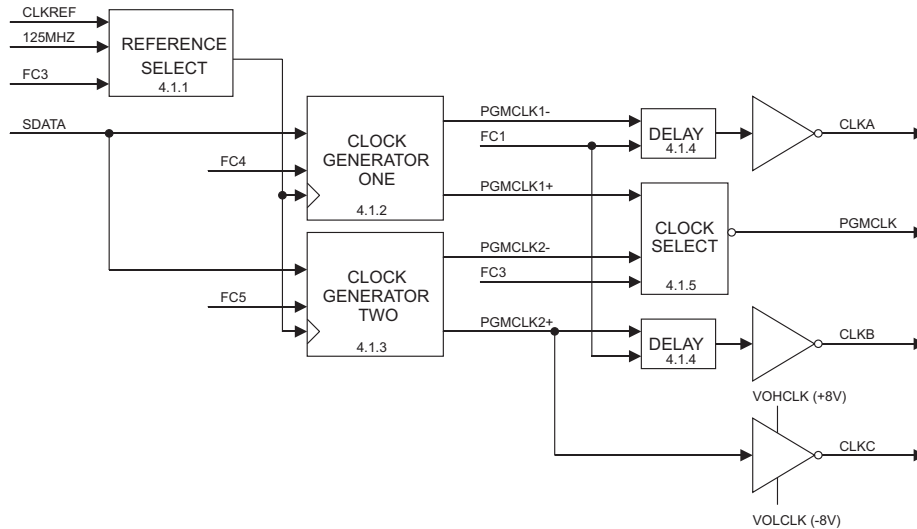 CLKREF
125MHZ
FC3
REFERENCE
SELECT
4.1.1
SDATA
FC4
CLOCK
GENERATOR
ONE
4.1.2
PGMCLK1-
FC1
PGMCLK1+
DELAY
4.1.4
CLKA
CLOCK
SELECT
4.1.5
PGMCLK
FC5
CLOCK
GENERATOR
TWO
4.1.3
PGMCLK2-
FC3
PGMCLK2+
DELAY
4.1.4
CLKB
VOHCLK (+8V)
CLKC
VOLCLK (-8V)